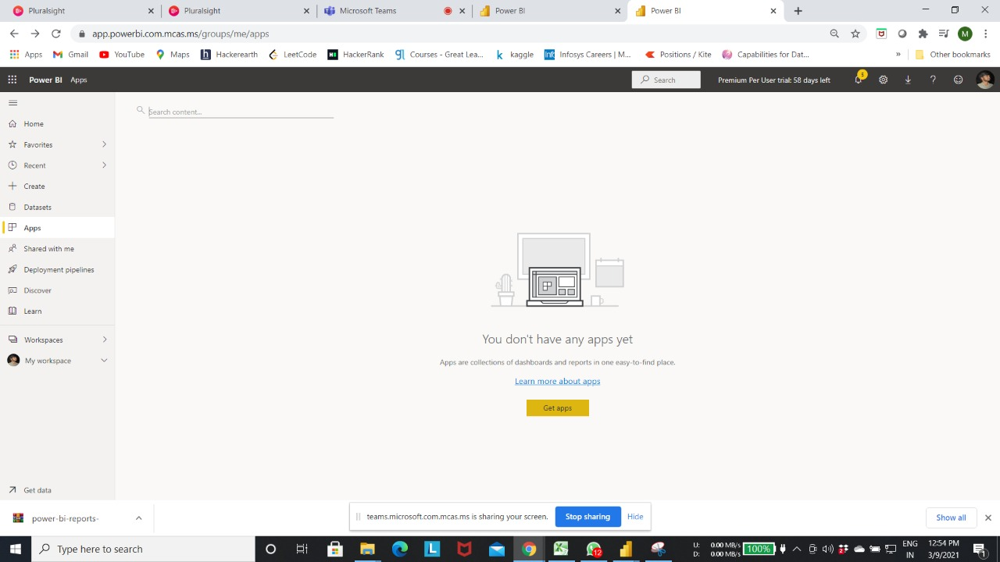 Pluralsight
Pluralsight
Microsoft Teams
Power BI
Power BI
app.powerbi.com.mcas.ms/groups/me/apps
M
Apps
Gmail
YouTube
Maps
Hackerearth
LeetCode
HackerRank
Courses - Great Lea...
kaggle
Infosys Careers | M...
Positions / Kite
Capabilities for Dat...
»
Other bookmarks
Power BI
Apps
Search
Premium Per User trial: 58 days left
5
Search content...
Home
Favorites
Recent
Create
Datasets
Apps
Shared with me
Deployment pipelines
Discover
Learn
Workspaces
My workspace
Get data
You don't have any apps yet
Apps are collections of dashboards and reports in one easy-to-find place.
Learn more about apps
Get apps
power-bi-reports-
teams.microsoft.com.mcas.ms is sharing your screen.
Stop sharing
Hide
Show all
Type here to search
12
U: 0.00 MB/s
D: 0.00 MB/s
100%
2
ENG
IN
12:54 PM
3/9/2021
1